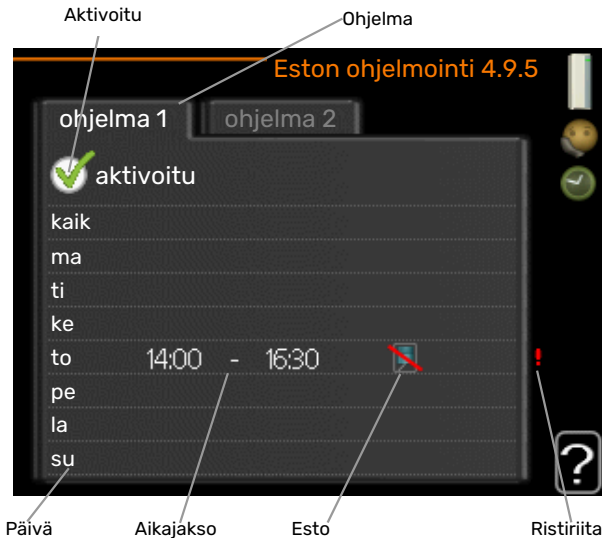 Aktivoitu
Ohjelma
Eston ohjelmointi 4.9.5
ohjelma 1
ohjelma 2
aktivoitu
kaik
ma
ti
ke
to 14:00 - 16:30 !
pe
la
su
?
Päivä
Aikajakso
Esto
Ristiriita